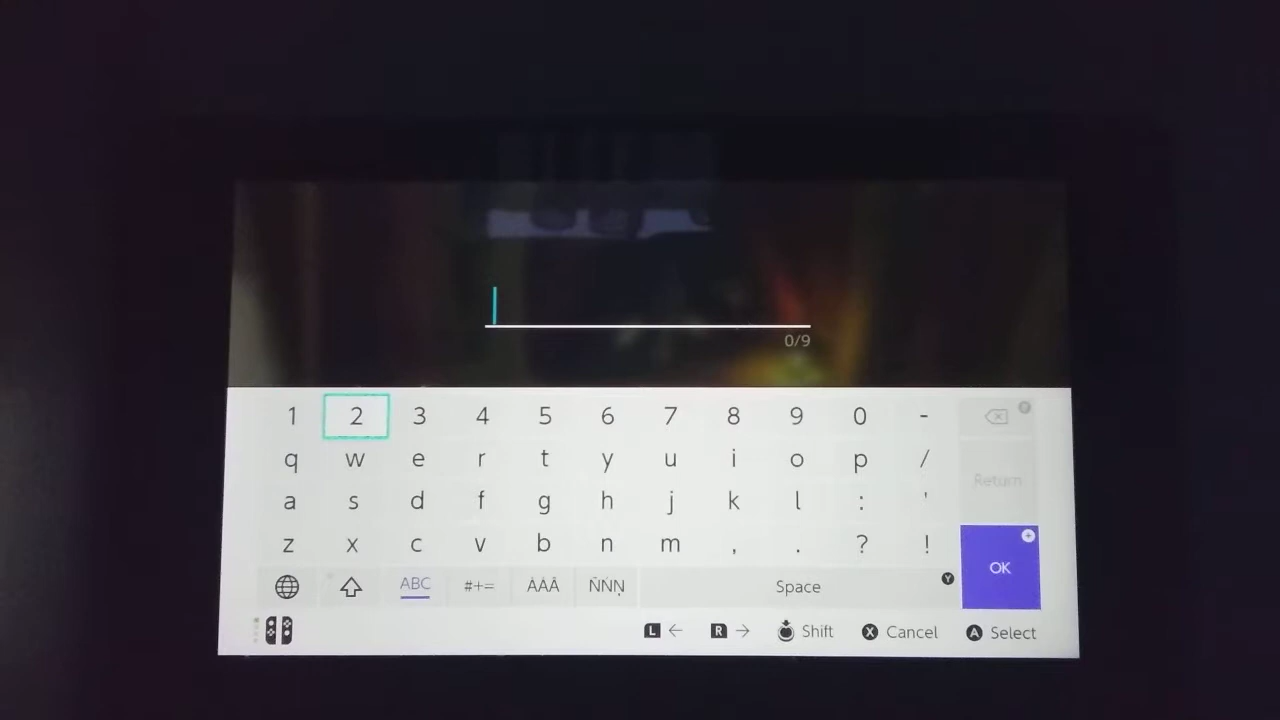 0/9
1 2 3 4 5 6 7 8 9 0 -
q w e r t y u i o p /
Return
a s d f g h j k l : '
z x c v b n m , . ? !
OK
ABC #+= ÀÁÂ ÑŃṆ Space Y
L ← R → Shift X Cancel A Select